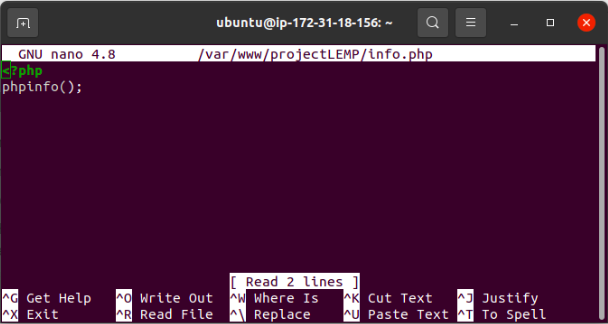 ubuntu@ip-172-31-18-156: ~
GNU nano 4.8 /var/www/projectLEMP/info.php
<?php
phpinfo();
[ Read 2 lines ]
^G Get Help ^O Write Out ^W Where Is ^K Cut Text ^J Justify
^X Exit ^R Read File ^\ Replace ^U Paste Text ^T To Spell